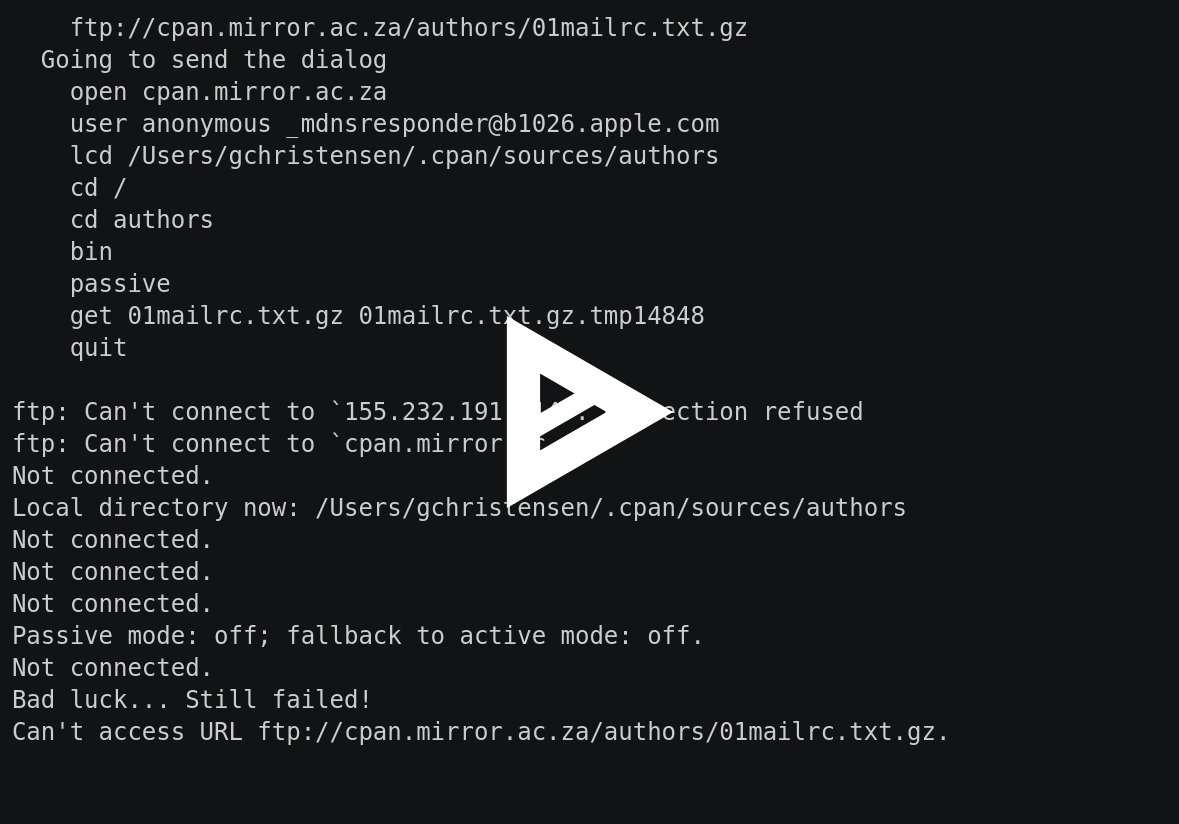 ftp://cpan.mirror.ac.za/authors/01mailrc.txt.gz
Going to send the dialog
open cpan.mirror.ac.za
user anonymous _mdnsresponder@b1026.apple.com
lcd /Users/gchristensen/.cpan/sources/authors
cd /
cd authors
bin
passive
get 01mailrc.txt.gz 01mailrc.txt.gz.tmp14848
quit
ftp: Can't connect to `155.232.191 refused
ftp: Can't connect to `cpan.mirror
Not connected.
Local directory now: /Users/gchristensen/.cpan/sources/authors
Not connected.
Not connected.
Not connected.
Passive mode: off; fallback to active mode: off.
Not connected.
Bad luck... Still failed!
Can't access URL ftp://cpan.mirror.ac.za/authors/01mailrc.txt.gz.